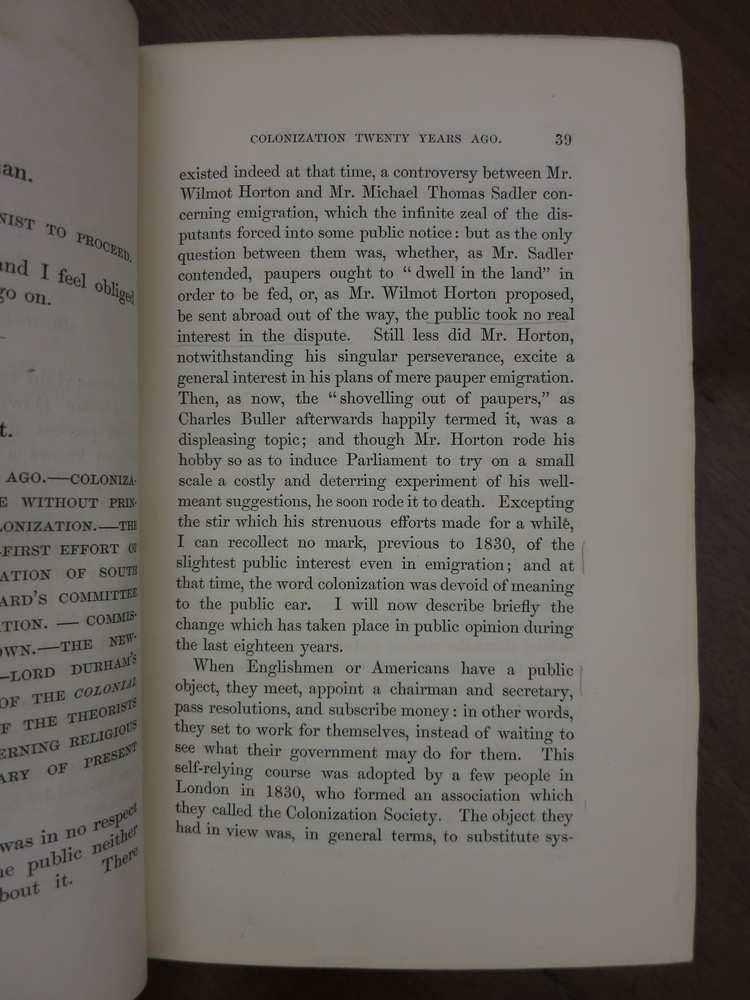 an.
NIST TO PROCEED.
and I feel obliged
go on.
t.
AGO.—COLONIZA-
E WITHOUT PRIN-
LONIZATION.—THE
FIRST EFFORT OF
ATION OF SOUTH
ARD'S COMMITTEE
TION. — COMMIS-
OWN.—THE NEW-
—LORD DURHAM'S
OF THE COLONIAL
F THE THEORISTS
ERNING RELIGIOUS
ARY OF PRESENT
was in no respect
he public neither
bout it. There
COLONIZATION TWENTY YEARS AGO. 39
existed indeed at that time, a controversy between Mr.
Wilmot Horton and Mr. Michael Thomas Sadler con-
cerning emigration, which the infinite zeal of the dis-
putants forced into some public notice: but as the only
question between them was, whether, as Mr. Sadler
contended, paupers ought to "dwell in the land" in
order to be fed, or, as Mr. Wilmot Horton proposed,
be sent abroad out of the way, the public took no real
interest in the dispute. Still less did Mr. Horton,
notwithstanding his singular perseverance, excite a
general interest in his plans of mere pauper emigration.
Then, as now, the "shovelling out of paupers," as
Charles Buller afterwards happily termed it, was a
displeasing topic; and though Mr. Horton rode his
hobby so as to induce Parliament to try on a small
scale a costly and deterring experiment of his well-
meant suggestions, he soon rode it to death. Excepting
the stir which his strenuous efforts made for a while,
I can recollect no mark, previous to 1830, of the
slightest public interest even in emigration; and at
that time, the word colonization was devoid of meaning
to the public ear. I will now describe briefly the
change which has taken place in public opinion during
the last eighteen years.
When Englishmen or Americans have a public
object, they meet, appoint a chairman and secretary,
pass resolutions, and subscribe money: in other words,
they set to work for themselves, instead of waiting to
see what their government may do for them. This
self-relying course was adopted by a few people in
London in 1830, who formed an association which
they called the Colonization Society. The object they
had in view was, in general terms, to substitute sys-